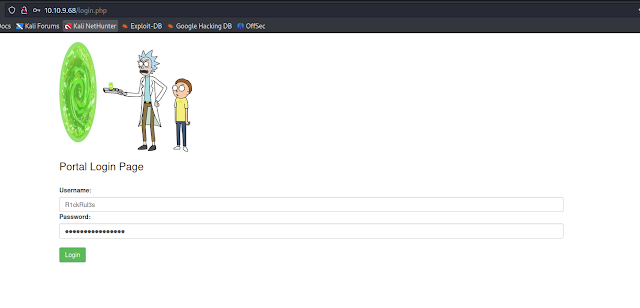 10.10.9.68/login.php
Docs Kali Forums Kali NetHunter Exploit-DB Google Hacking DB OffSec
Portal Login Page
Username:
R1ckRul3s
Password:
Login